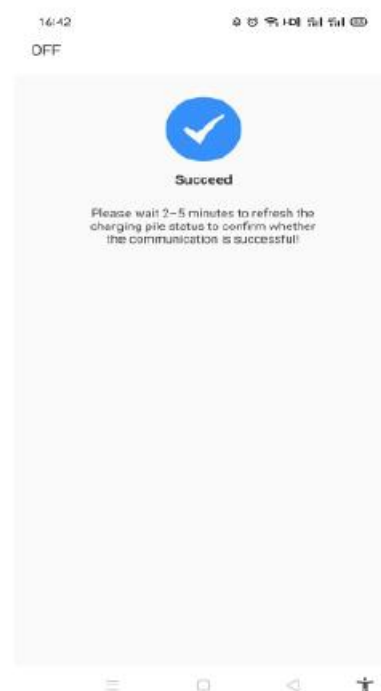 16:42
OFF
Succeed
Please wait 2-5 minutes to refresh the
charging pile status to confirm whether
the communication is successful!